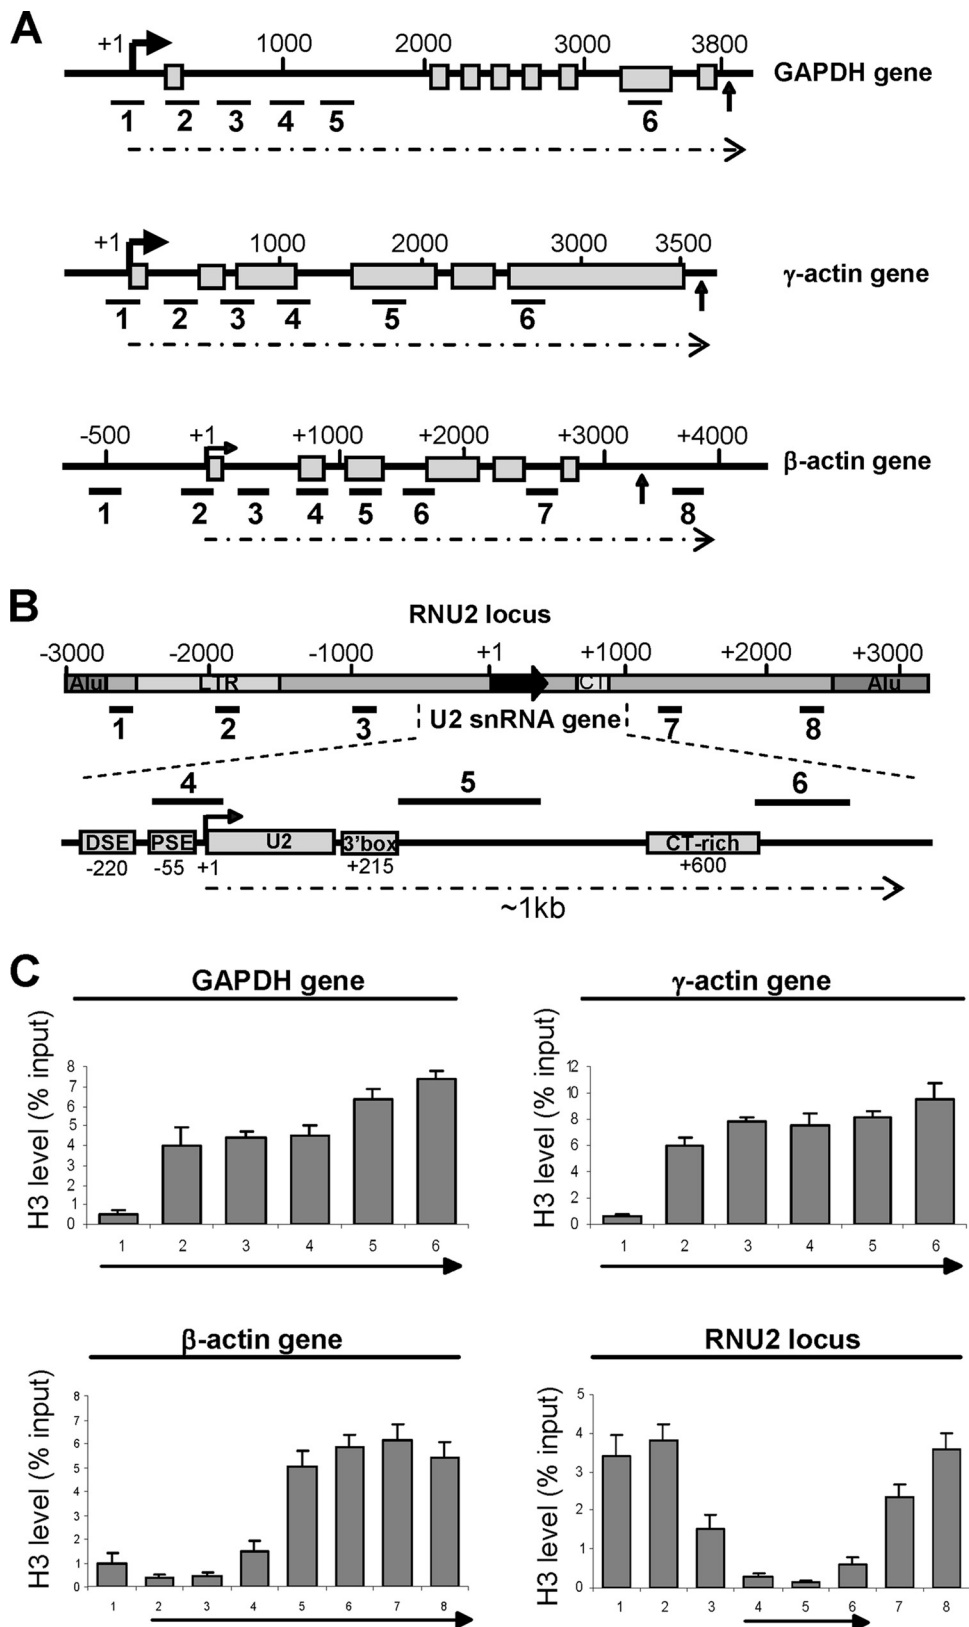 A
+1 1000 2000 3000 3800
GAPDH gene
1 2 3 4 5 6
+1 1000 2000 3000 3500
γ-actin gene
1 2 3 4 5 6
-500 +1 +1000 +2000 +3000 +4000
β-actin gene
1 2 3 4 5 6 7 8
B
RNU2 locus
-3000 -2000 -1000 +1 +1000 +2000 +3000
Alu LTR CT Alu
1 2 3 U2 snRNA gene 7 8
4 5 6
DSE PSE U2 3'box CT-rich
-220 -55 +1 +215 +600
~1kb
C
GAPDH gene
H3 level (% input)
8
7
6
5
4
3
2
1
0
1 2 3 4 5 6
γ-actin gene
H3 level (% input)
12
10
8
6
4
2
0
1 2 3 4 5 6
β-actin gene
H3 level (% input)
8
7
6
5
4
3
2
1
0
1 2 3 4 5 6 7 8
RNU2 locus
H3 level (% input)
5
4
3
2
1
0
1 2 3 4 5 6 7 8